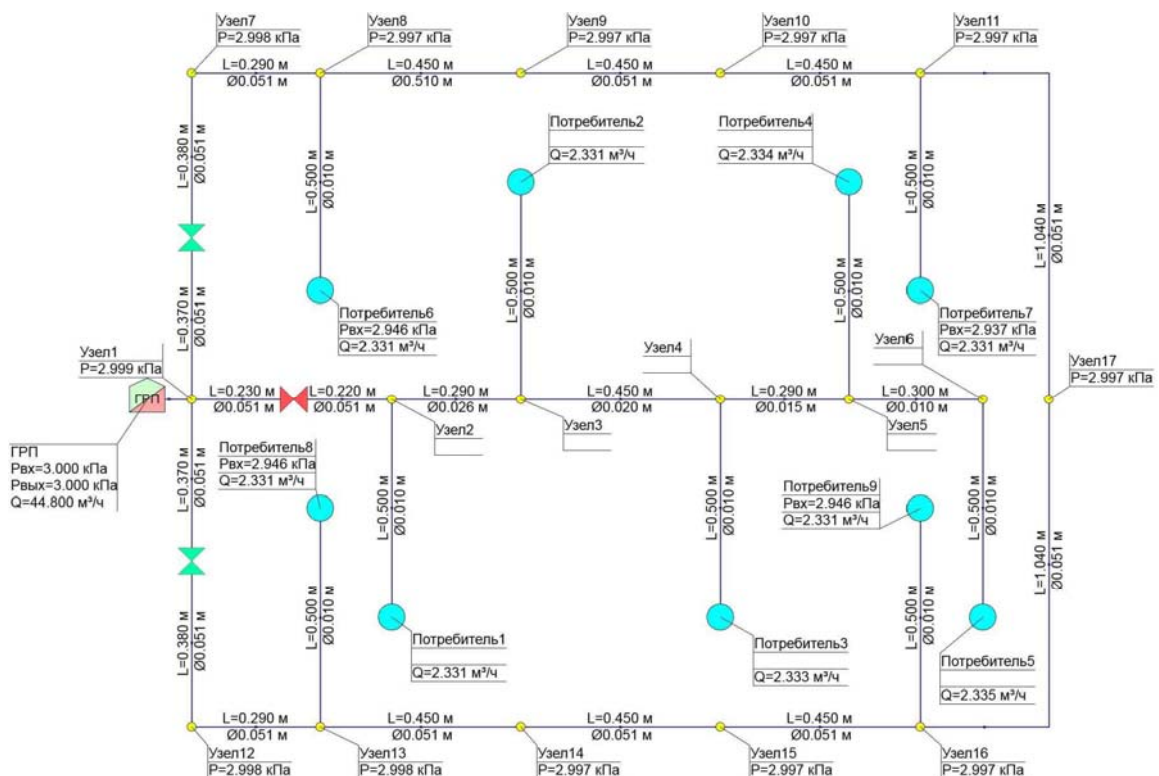 Узел7
P=2.998 кПа
Узел8
P=2.997 кПа
Узел9
P=2.997 кПа
Узел10
P=2.997 кПа
Узел11
P=2.997 кПа
L=0.290 м
Ø0.051 м
L=0.450 м
Ø0.510 м
L=0.450 м
Ø0.051 м
L=0.450 м
Ø0.051 м
L=0.380 м
Ø0.051 м
L=0.500 м
Ø0.010 м
Потребитель2
Q=2.331 м³/ч
Потребитель4
Q=2.334 м³/ч
L=0.500 м
Ø0.010 м
L=1.040 м
Ø0.051 м
L=0.370 м
Ø0.051 м
Потребитель6
Pвх=2.946 кПа
Q=2.331 м³/ч
L=0.500 м
Ø0.010 м
L=0.500 м
Ø0.010 м
Потребитель7
Pвх=2.937 кПа
Q=2.331 м³/ч
Узел1
P=2.999 кПа
Узел4
Узел6
Узел17
P=2.997 кПа
ГРП
L=0.230 м
Ø0.051 м
L=0.220 м
Ø0.051 м
L=0.290 м
Ø0.026 м
L=0.450 м
Ø0.020 м
L=0.290 м
Ø0.015 м
L=0.300 м
Ø0.010 м
Узел2
Узел3
Узел5
ГРП
Pвх=3.000 кПа
Pвых=3.000 кПа
Q=44.800 м³/ч
L=0.370 м
Ø0.051 м
Потребитель8
Pвх=2.946 кПа
Q=2.331 м³/ч
L=0.500 м
Ø0.010 м
L=0.500 м
Ø0.010 м
Потребитель9
Pвх=2.946 кПа
Q=2.331 м³/ч
L=0.500 м
Ø0.010 м
L=1.040 м
Ø0.051 м
L=0.380 м
Ø0.051 м
L=0.500 м
Ø0.010 м
Потребитель1
Q=2.331 м³/ч
Потребитель3
Q=2.333 м³/ч
L=0.500 м
Ø0.010 м
Потребитель5
Q=2.335 м³/ч
L=0.290 м
Ø0.051 м
L=0.450 м
Ø0.051 м
L=0.450 м
Ø0.051 м
L=0.450 м
Ø0.051 м
Узел12
P=2.998 кПа
Узел13
P=2.998 кПа
Узел14
P=2.997 кПа
Узел15
P=2.997 кПа
Узел16
P=2.997 кПа